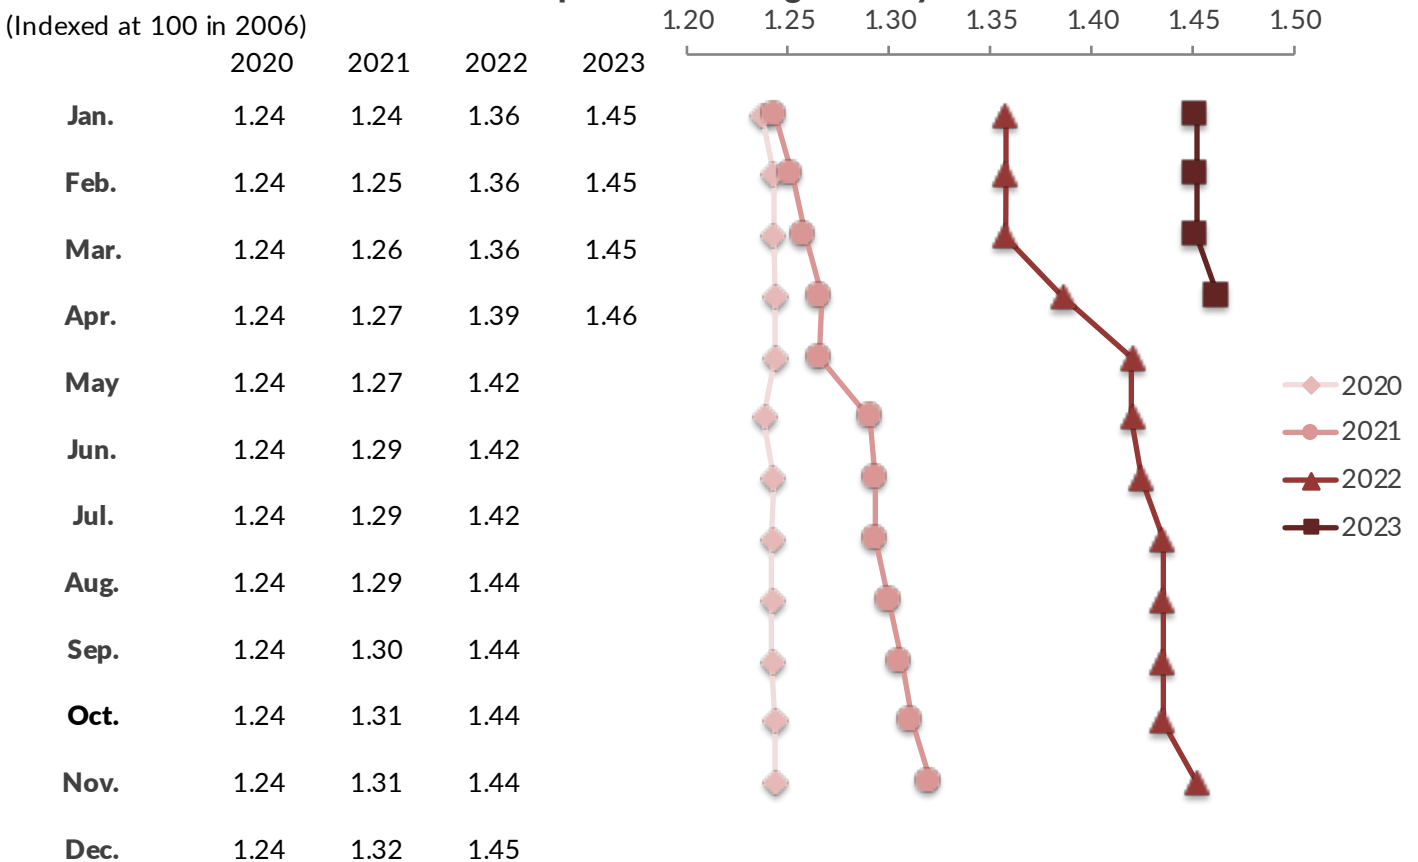 (Indexed at 100 in 2006)
1.20 1.25 1.30 1.35 1.40 1.45 1.50
2020 2021 2022 2023
Jan. 1.24 1.24 1.36 1.45
Feb. 1.24 1.25 1.36 1.45
Mar. 1.24 1.26 1.36 1.45
Apr. 1.24 1.27 1.39 1.46
May 1.24 1.27 1.42
Jun. 1.24 1.29 1.42
Jul. 1.24 1.29 1.42
Aug. 1.24 1.29 1.44
Sep. 1.24 1.30 1.44
Oct. 1.24 1.31 1.44
Nov. 1.24 1.31 1.44
Dec. 1.24 1.32 1.45
2020
2021
2022
2023